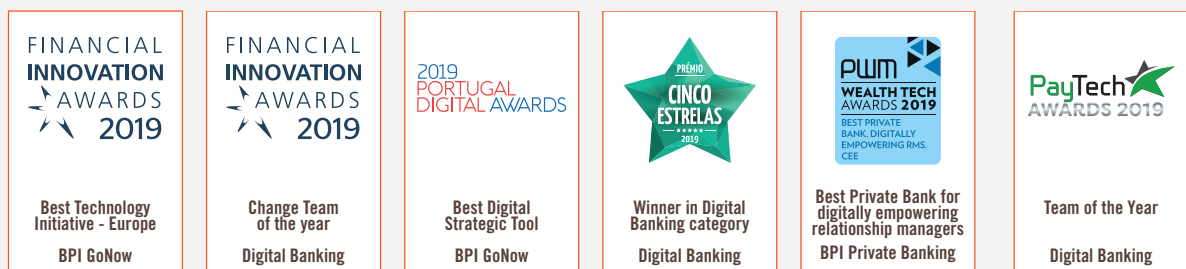 FINANCIAL
INNOVATION
AWARDS
2019
Best Technology
Initiative - Europe
BPI GoNow
FINANCIAL
INNOVATION
AWARDS
2019
Change Team
of the year
Digital Banking
2019
PORTUGAL
DIGITAL AWARDS
Best Digital
Strategic Tool
BPI GoNow
PRÉMIO
CINCO
ESTRELAS
2019
Winner in Digital
Banking category
Digital Banking
PWM
WEALTH TECH
AWARDS 2019
BEST PRIVATE
BANK, DIGITALLY
EMPOWERING RMS,
CEE
Best Private Bank for
digitally empowering
relationship managers
BPI Private Banking
PayTech
AWARDS 2019
Team of the Year
Digital Banking